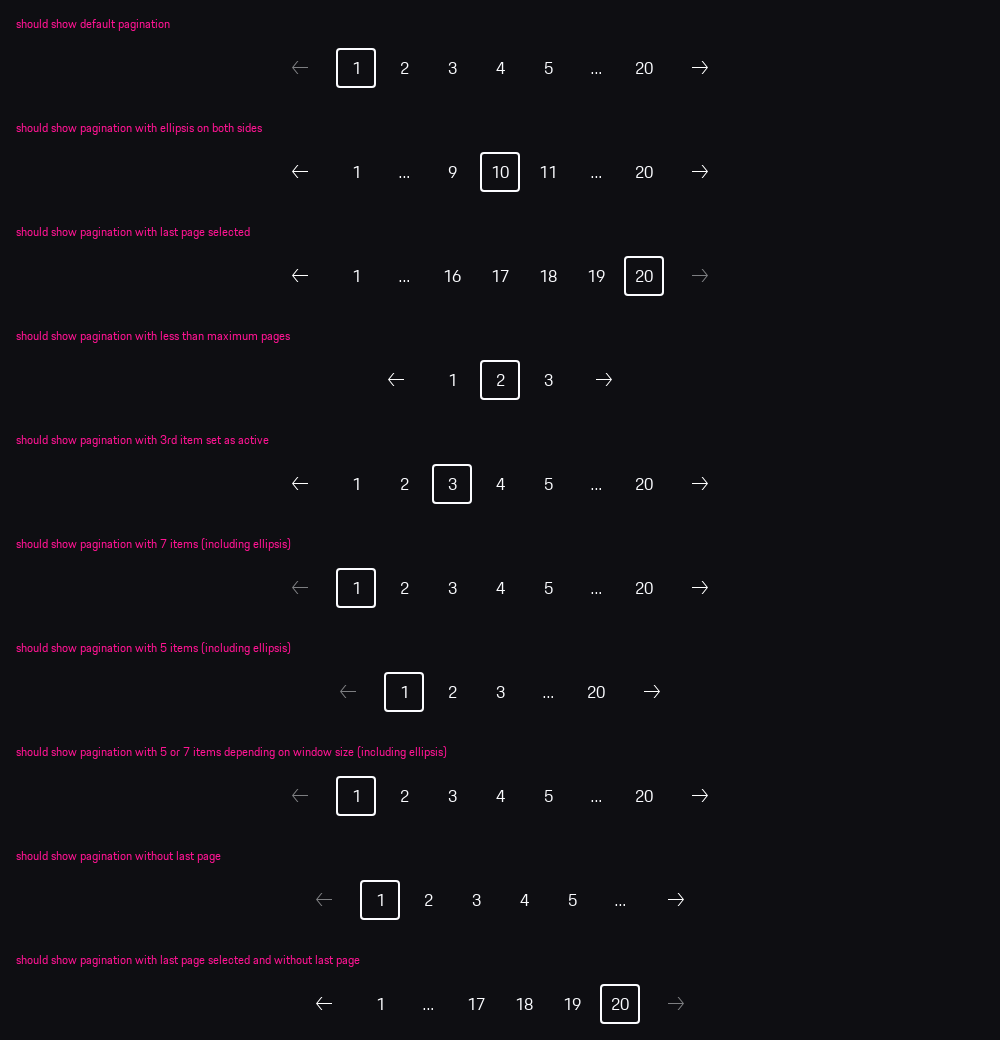 should show default pagination
← 1 2 3 4 5 ... 20 →
should show pagination with ellipsis on both sides
← 1 ... 9 10 11 ... 20 →
should show pagination with last page selected
← 1 ... 16 17 18 19 20 →
should show pagination with less than maximum pages
← 1 2 3 →
should show pagination with 3rd item set as active
← 1 2 3 4 5 ... 20 →
should show pagination with 7 items (including ellipsis)
← 1 2 3 4 5 ... 20 →
should show pagination with 5 items (including ellipsis)
← 1 2 3 ... 20 →
should show pagination with 5 or 7 items depending on window size (including ellipsis)
← 1 2 3 4 5 ... 20 →
should show pagination without last page
← 1 2 3 4 5 ... →
should show pagination with last page selected and without last page
← 1 ... 17 18 19 20 →